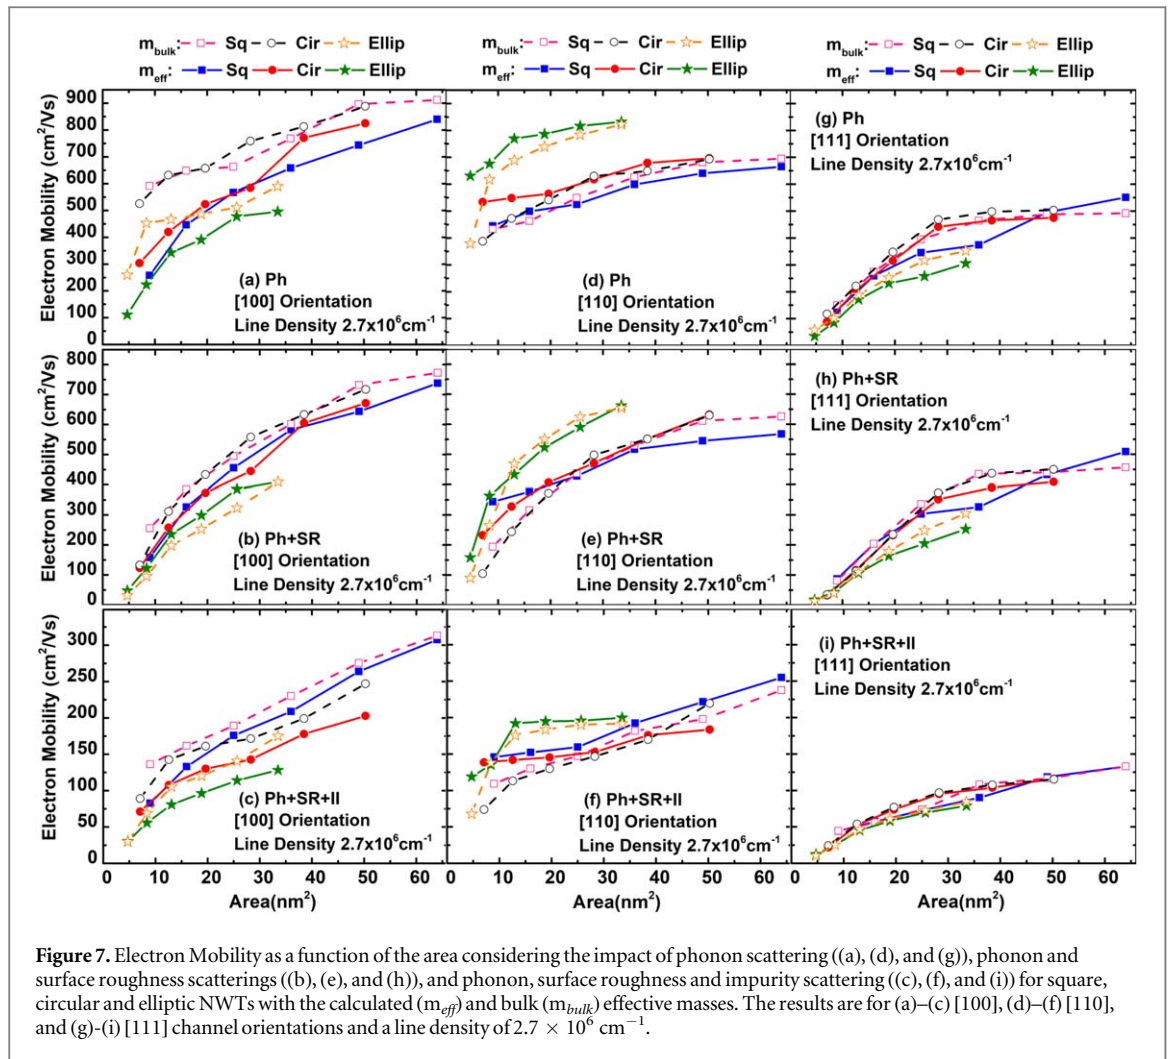 m_bulk: Sq Cir Ellip
m_eff: Sq Cir Ellip
m_bulk: Sq Cir Ellip
m_eff: Sq Cir Ellip
m_bulk: Sq Cir Ellip
m_eff: Sq Cir Ellip
Electron Mobility (cm²/Vs)
900
800
700
600
500
400
300
200
100
0
(a) Ph
[100] Orientation
Line Density 2.7x10⁶cm⁻¹
(d) Ph
[110] Orientation
Line Density 2.7x10⁶cm⁻¹
(g) Ph
[111] Orientation
Line Density 2.7x10⁶cm⁻¹
Electron Mobility (cm²/Vs)
800
700
600
500
400
300
200
100
0
(b) Ph+SR
[100] Orientation
Line Density 2.7x10⁶cm⁻¹
(e) Ph+SR
[110] Orientation
Line Density 2.7x10⁶cm⁻¹
(h) Ph+SR
[111] Orientation
Line Density 2.7x10⁶cm⁻¹
Electron Mobility (cm²/Vs)
300
250
200
150
100
50
0
(c) Ph+SR+II
[100] Orientation
Line Density 2.7x10⁶cm⁻¹
(f) Ph+SR+II
[110] Orientation
Line Density 2.7x10⁶cm⁻¹
(i) Ph+SR+II
[111] Orientation
Line Density 2.7x10⁶cm⁻¹
0 10 20 30 40 50 60
0 10 20 30 40 50 60
0 10 20 30 40 50 60
Area(nm²)
Area(nm²)
Area(nm²)
Figure 7. Electron Mobility as a function of the area considering the impact of phonon scattering ((a), (d), and (g)), phonon and
surface roughness scatterings ((b), (e), and (h)), and phonon, surface roughness and impurity scattering ((c), (f), and (i)) for square,
circular and elliptic NWTs with the calculated (m_eff) and bulk (m_bulk) effective masses. The results are for (a)–(c) [100], (d)–(f) [110],
and (g)-(i) [111] channel orientations and a line density of 2.7 × 10⁶ cm⁻¹.